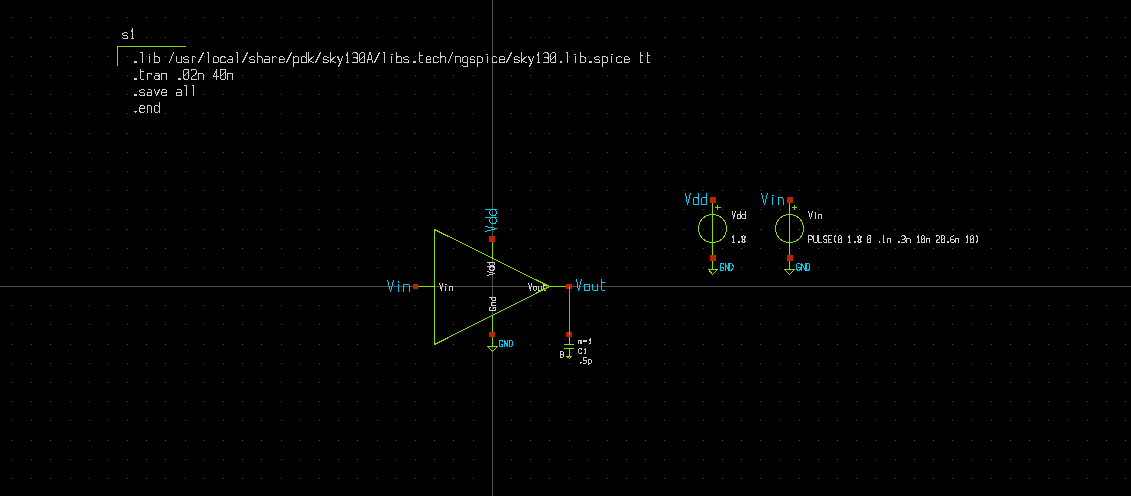 s1
.lib /usr/local/share/pdk/sky130A/libs.tech/ngspice/sky130.lib.spice tt
.tran .02n 40n
.save all
.end
Vdd
Vdd
Vin
Vin
Vout
Vout
Gnd
GND
m=1
C1
.5p
0
Vdd
Vdd
1.8
GND
Vin
Vin
PULSE(0 1.8 0 .1n .3n 10n 20.6n 10)
GND